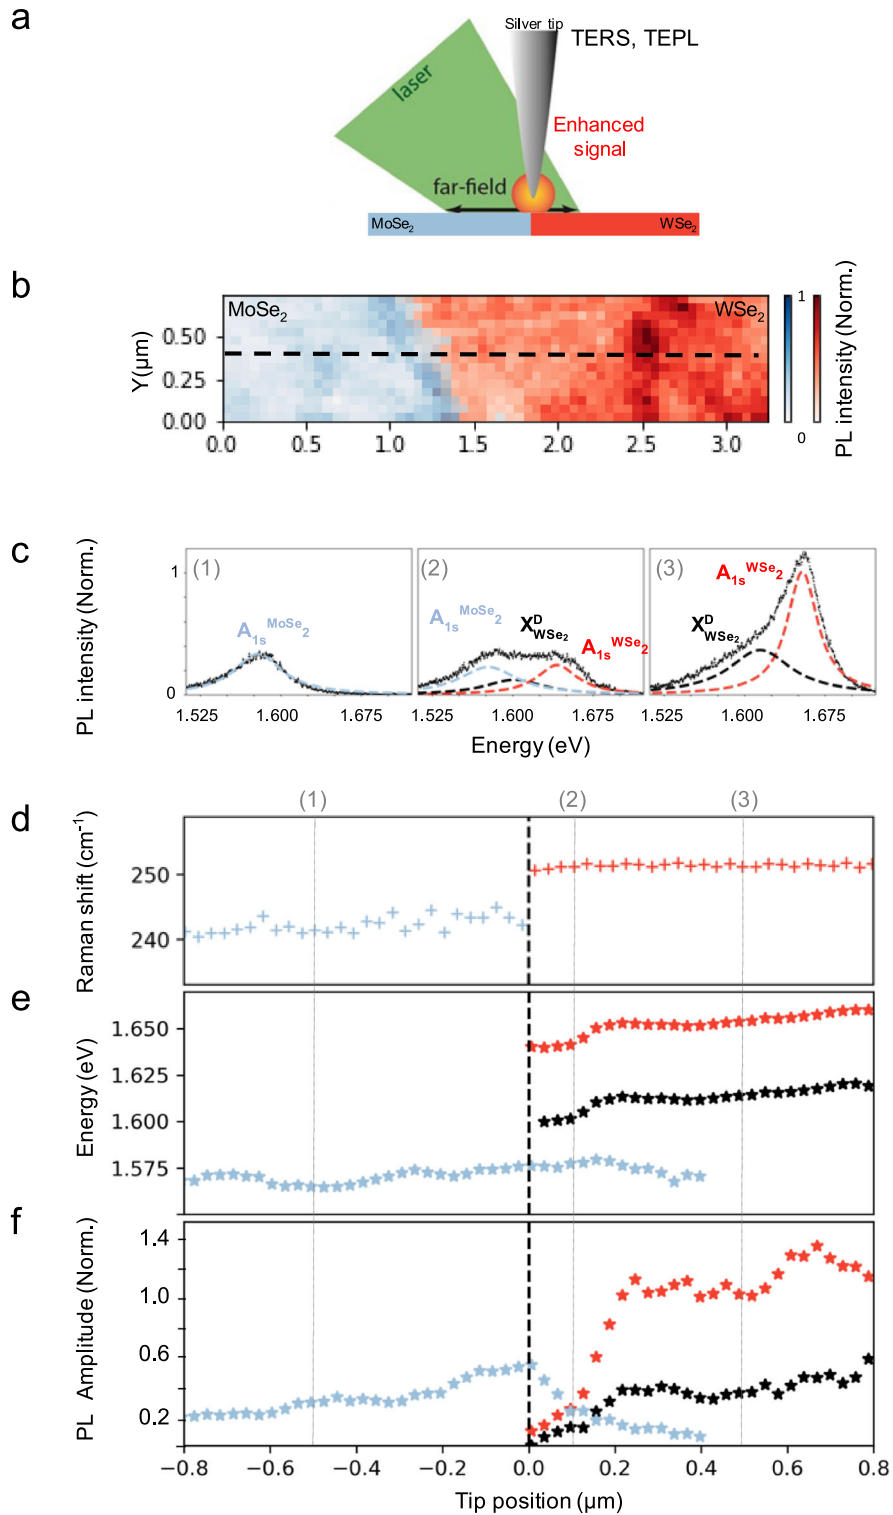 a
Silver tip
TERS, TEPL
laser
Enhanced
signal
far-field
MoSe2
WSe2
b
MoSe2
WSe2
Y(μm)
0.50
0.25
0.00
0.0 0.5 1.0 1.5 2.0 2.5 3.0
1
0
PL intensity (Norm.)
c
PL intensity (Norm.)
1
0
(1)
A1s MoSe2
(2)
A1s MoSe2
XD WSe2
A1s WSe2
(3)
A1s WSe2
XD WSe2
1.525 1.600 1.675
1.525 1.600 1.675
1.525 1.600 1.675
Energy (eV)
(1) (2) (3)
d
Raman shift (cm-1)
250
240
e
Energy (eV)
1.650
1.625
1.600
1.575
f
PL Amplitude (Norm.)
1.4
1.0
0.6
0.2
−0.8 −0.6 −0.4 −0.2 0.0 0.2 0.4 0.6 0.8
Tip position (μm)